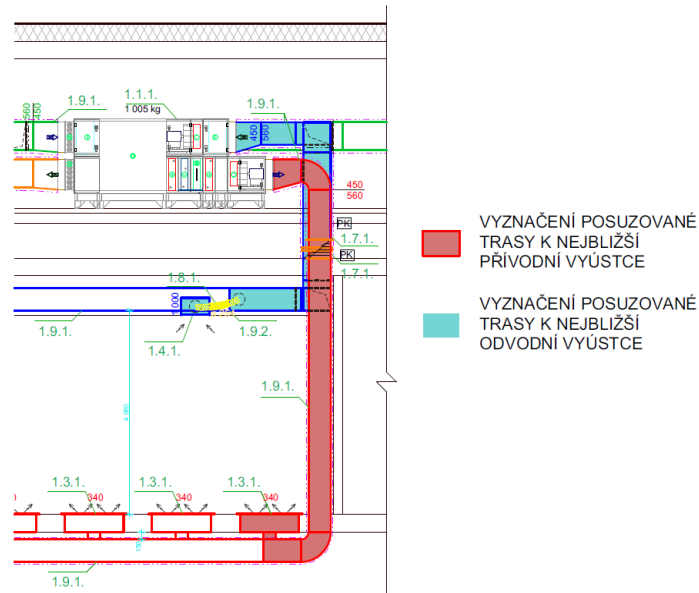 1.9.1.
1.1.1.
1 005 kg
1.9.1.
560
450
450
560
450
560
PK
1.7.1.
PK
1.7.1.
1.8.1.
1 000
1.9.1.
1.9.2.
1.4.1.
1.9.1.
1.3.1.
1.3.1.
1.3.1.
340
340
340
1.9.1.
VYZNAČENÍ POSUZOVANÉ
TRASY K NEJBLIŽŠÍ
PŘÍVODNÍ VYÚSTCE
VYZNAČENÍ POSUZOVANÉ
TRASY K NEJBLIŽŠÍ
ODVODNÍ VYÚSTCE